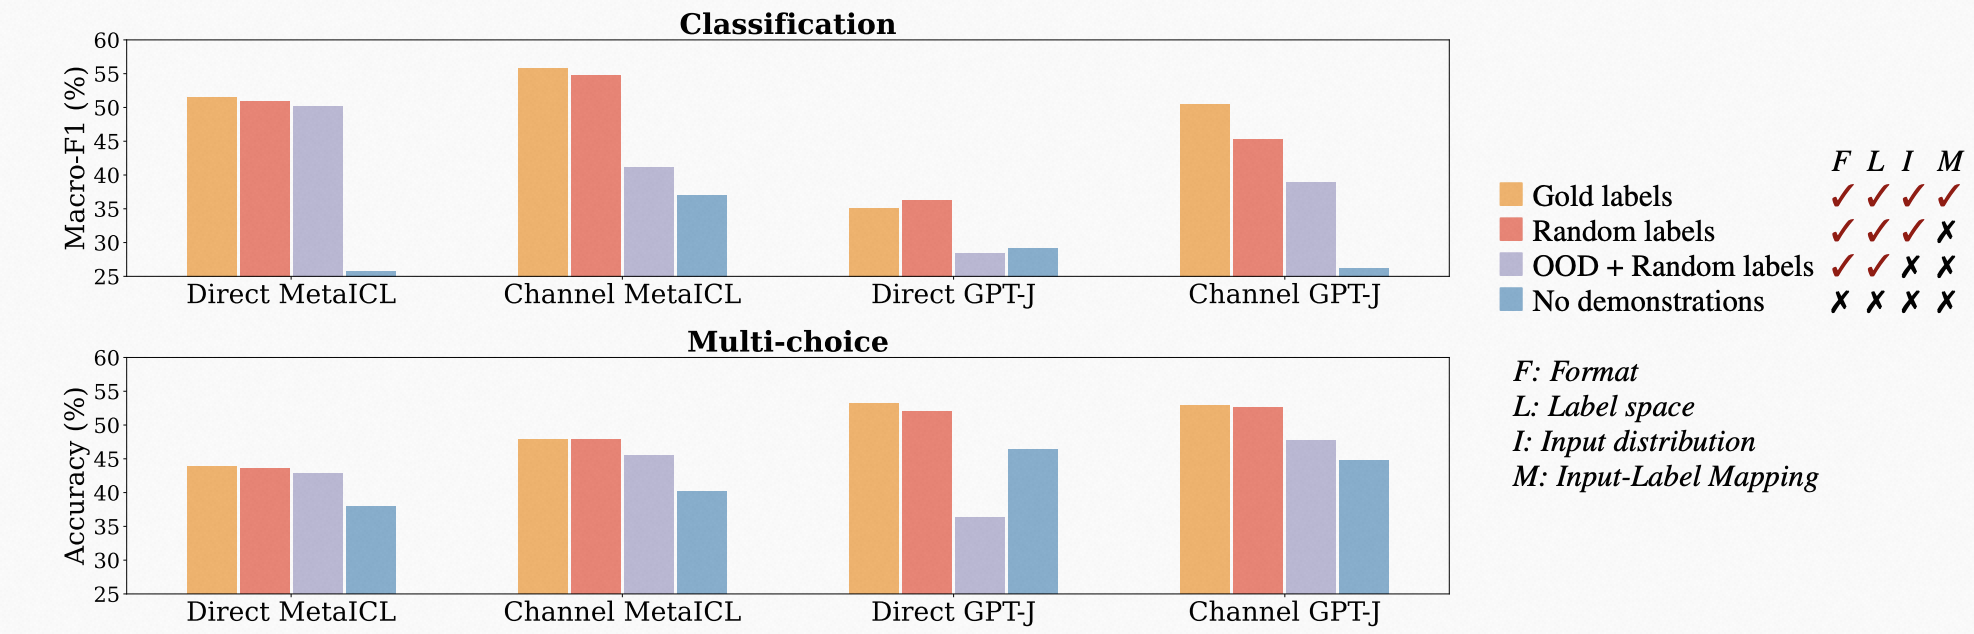 Classification
60
55
50
45
40
35
30
25
Macro-F1 (%)
Direct MetaICL Channel MetaICL Direct GPT-J Channel GPT-J
Multi-choice
60
55
50
45
40
35
30
25
Accuracy (%)
Direct MetaICL Channel MetaICL Direct GPT-J Channel GPT-J
F L I M
Gold labels ✓ ✓ ✓ ✓
Random labels ✓ ✓ ✓ ✗
OOD + Random labels ✓ ✓ ✗ ✗
No demonstrations ✗ ✗ ✗ ✗
F: Format
L: Label space
I: Input distribution
M: Input-Label Mapping